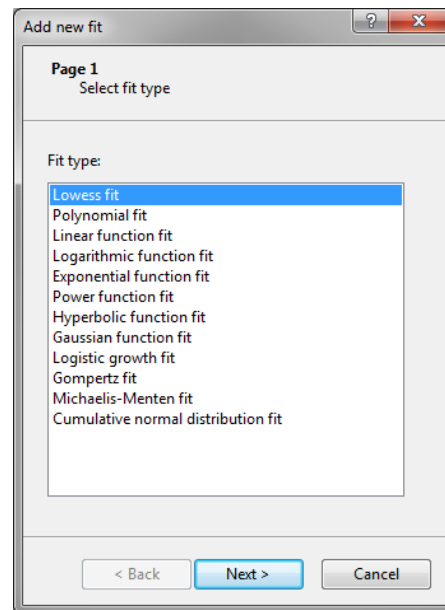 Add new fit
?
X
Page 1
Select fit type
Fit type:
Lowess fit
Polynomial fit
Linear function fit
Logarithmic function fit
Exponential function fit
Power function fit
Hyperbolic function fit
Gaussian function fit
Logistic growth fit
Gompertz fit
Michaelis-Menten fit
Cumulative normal distribution fit
< Back Next > Cancel